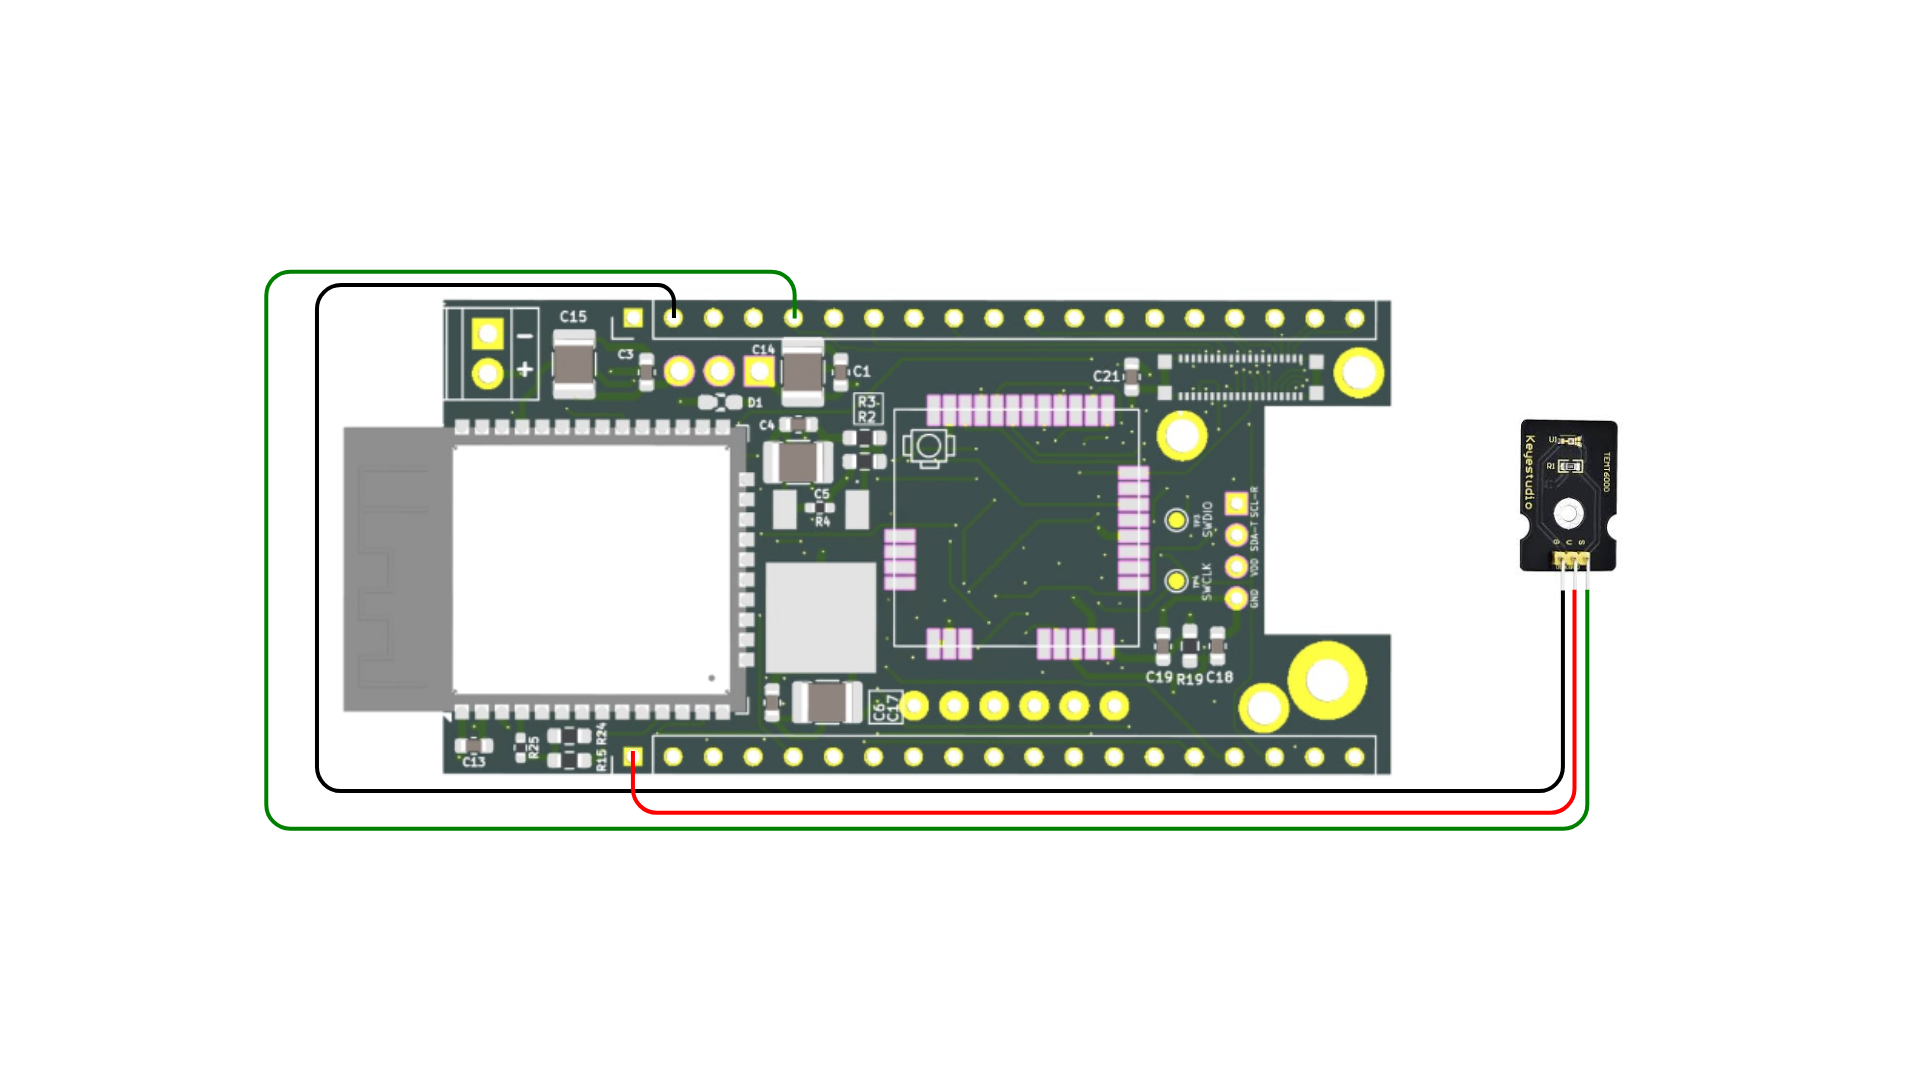 C15
−
+
C3
C14
C1
D1
C21
R3
R2
C4
C5
R4
SWDIO
SWCLK
TP3
TP4
SCL-R
SDA-T
VDD
GND
C19 R19 C18
C6
C17
C13
R25
R24
R15
Keyestudio
TEMT6000
U1
R1
G
V
S